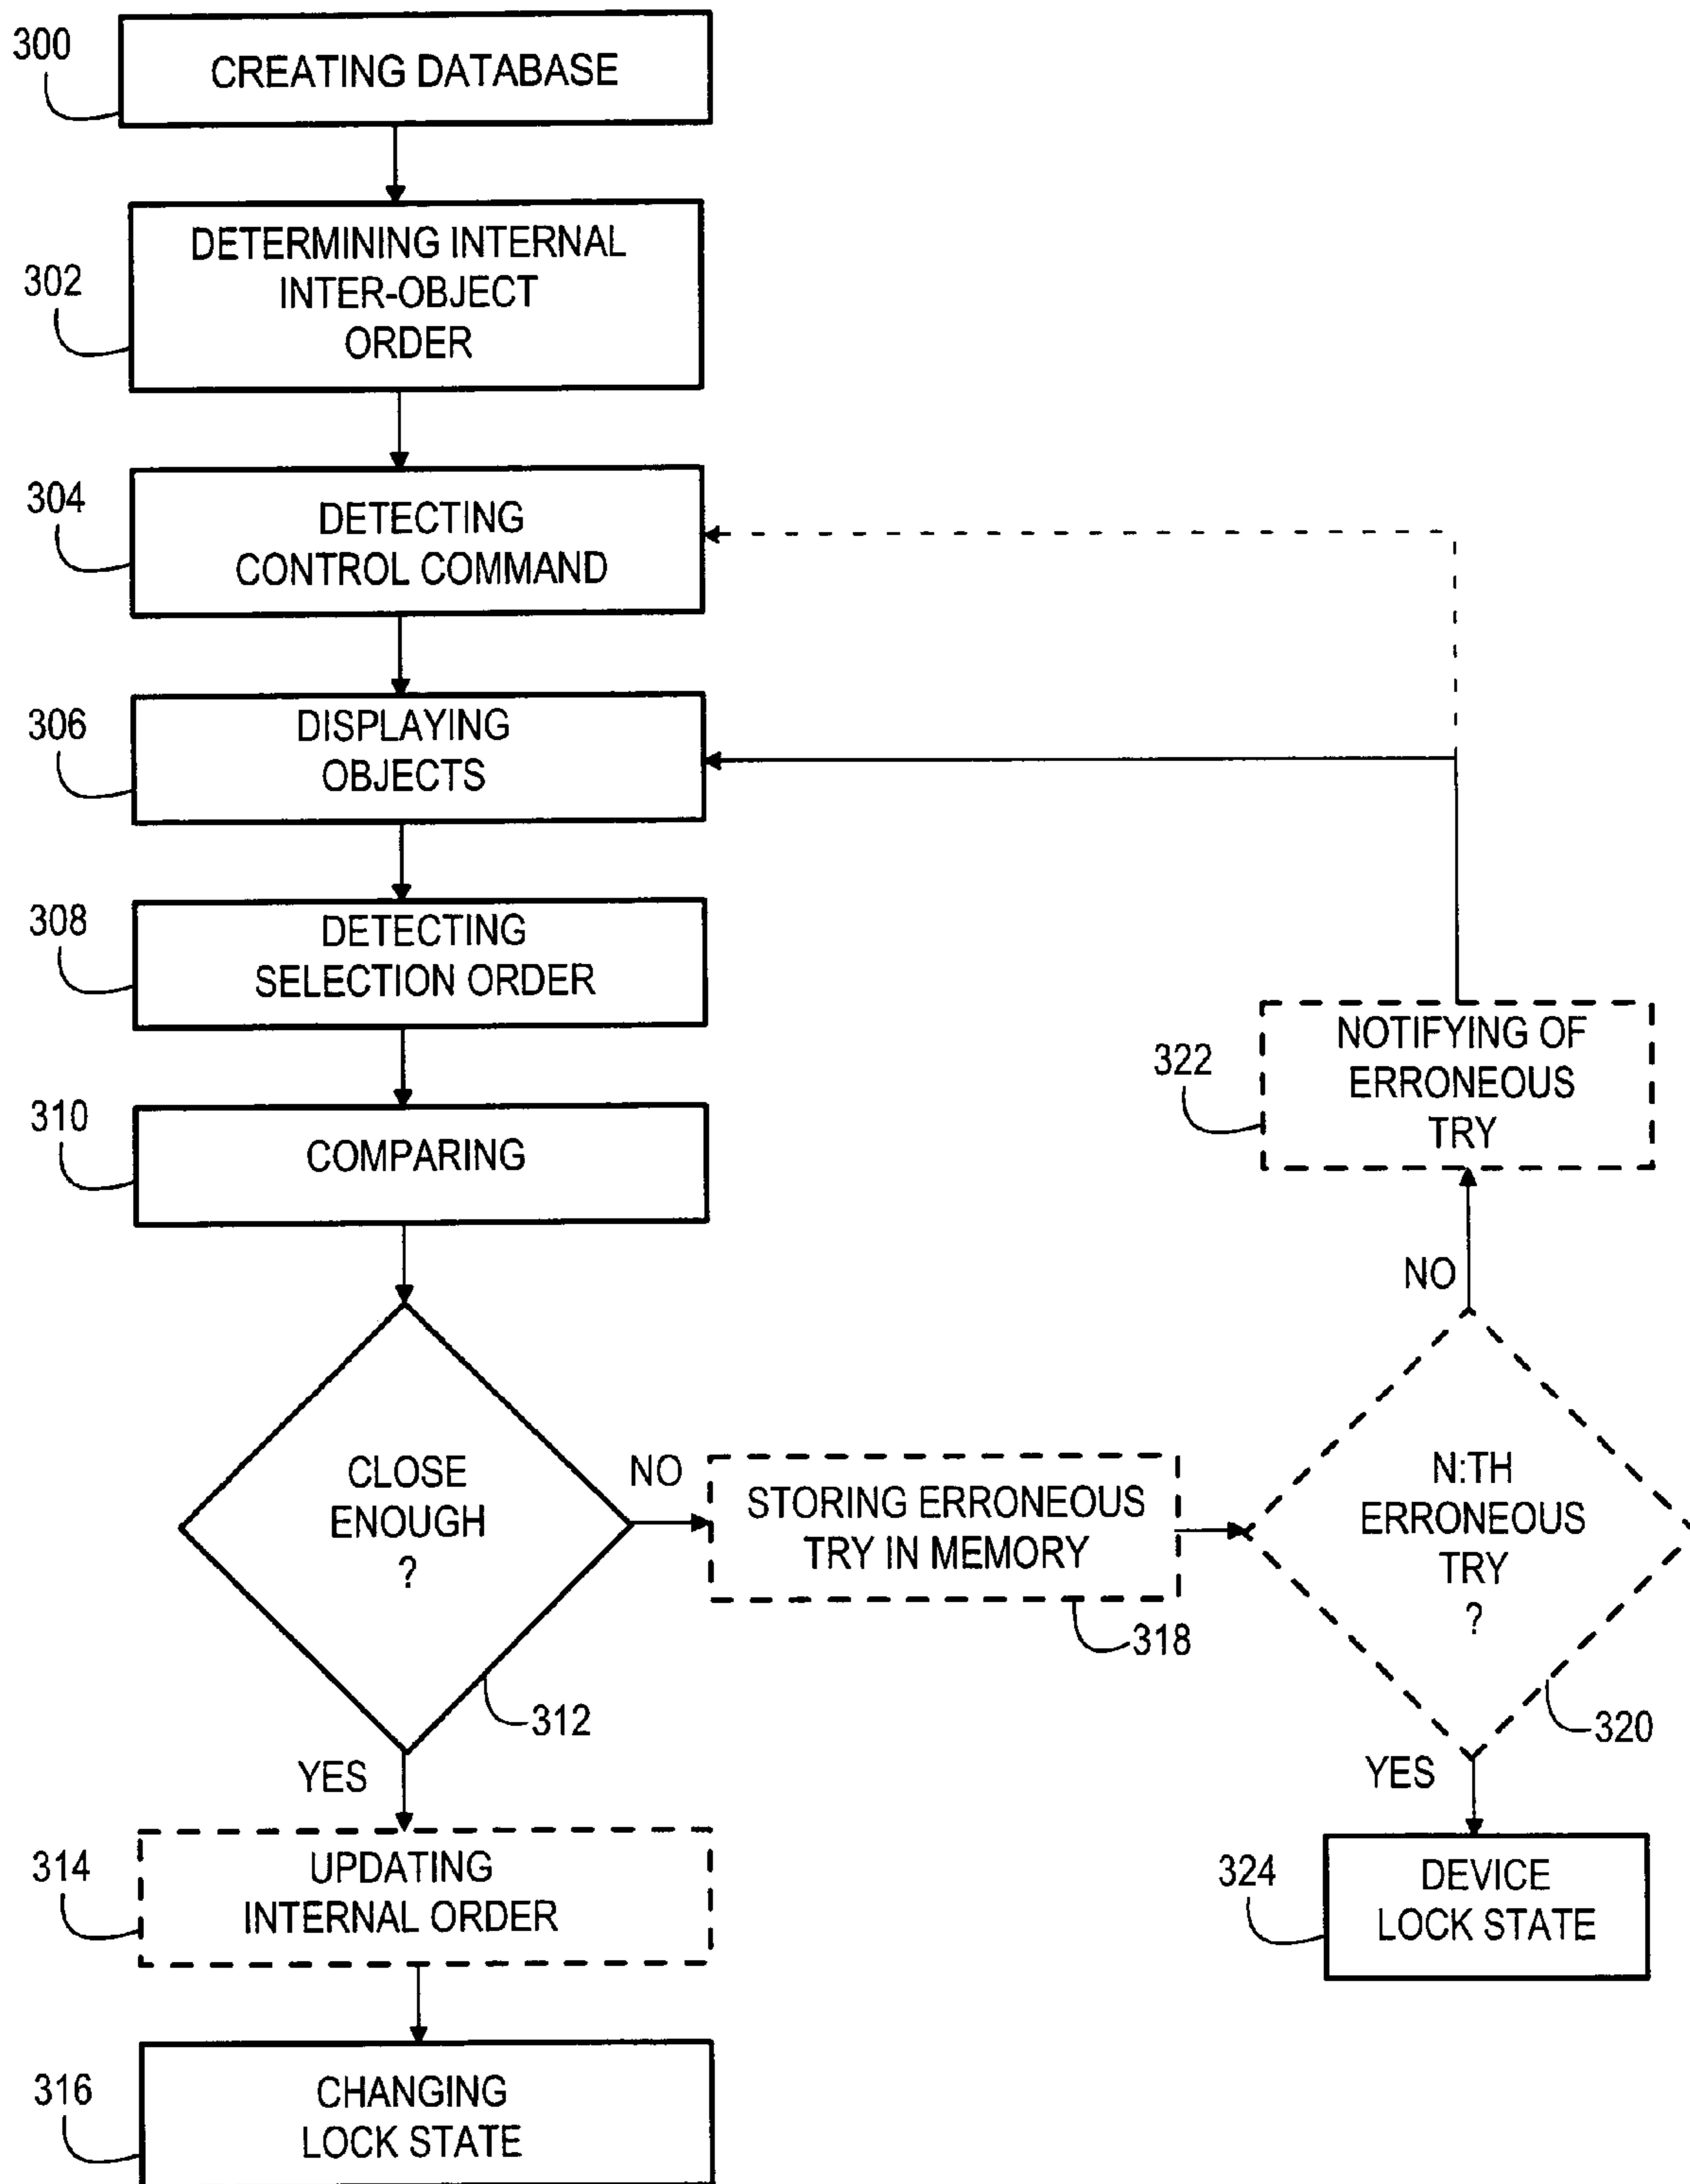 300
CREATING DATABASE
302
DETERMINING INTERNAL
INTER-OBJECT
ORDER
304
DETECTING
CONTROL COMMAND
306
DISPLAYING
OBJECTS
308
DETECTING
SELECTION ORDER
310
COMPARING
322
NOTIFYING OF
ERRONEOUS
TRY
NO
CLOSE
ENOUGH
?
312
NO
STORING ERRONEOUS
TRY IN MEMORY
318
N:TH
ERRONEOUS
TRY
?
320
YES
YES
314
UPDATING
INTERNAL ORDER
324
DEVICE
LOCK STATE
316
CHANGING
LOCK STATE